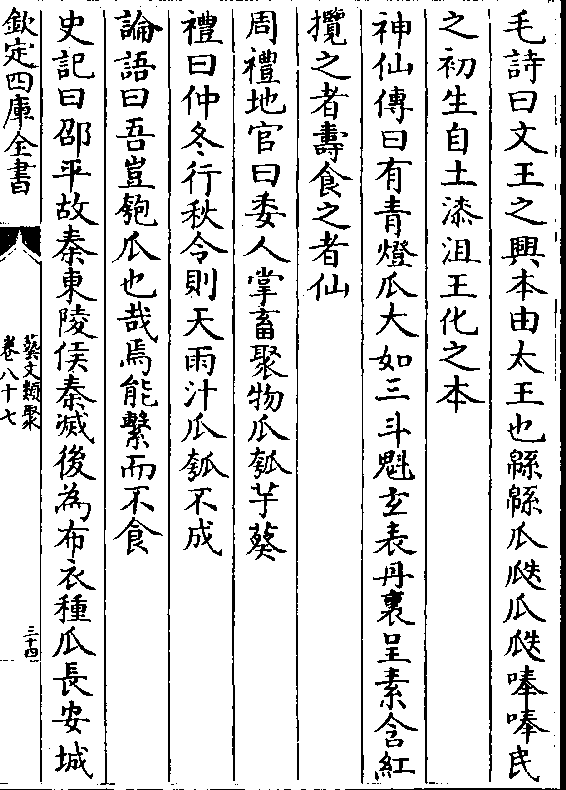 毛詩曰文王之興本由太王也緜緜瓜瓞瓜瓞唪唪民
之初生自土漆沮王化之本
神仙傳曰有青燈瓜大如三斗魁玄表丹裏呈素含紅
攬之者壽食之者仙
周禮地官曰委人掌畜聚物瓜瓠芋葵
禮曰仲冬行秋令則天雨汁瓜瓠不成
論語曰吾豈匏瓜也哉焉能繫而不食
史記曰邵平故秦東陵侯秦滅後為布衣種瓜長安城
欽定四庫全書
藝文類聚
卷八十七
三十四